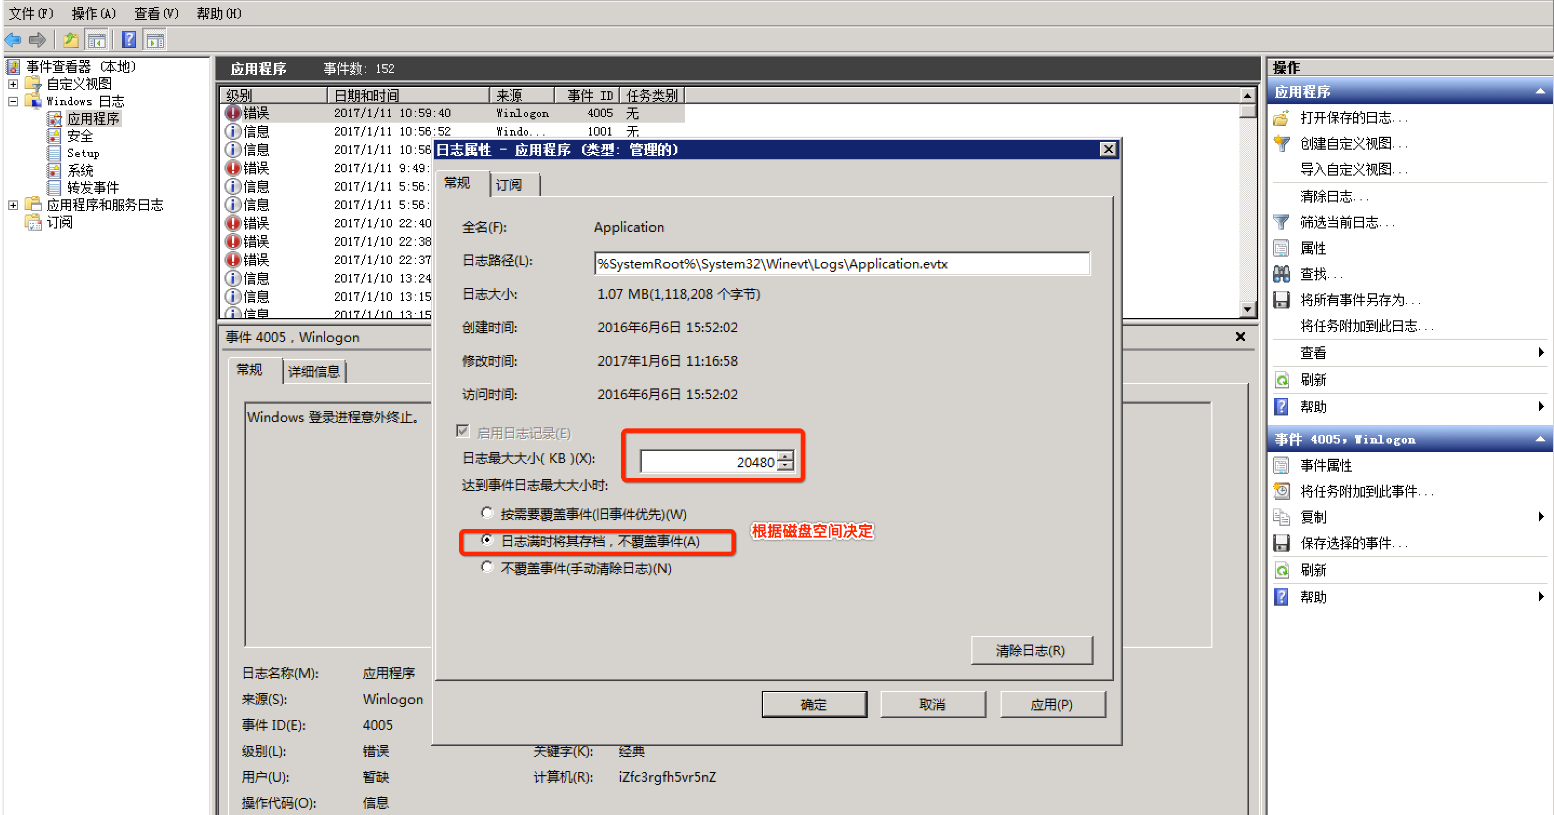 文件(F) 操作(A) 查看(V) 帮助(H)
事件查看器 (本地)
自定义视图
Windows 日志
应用程序
安全
Setup
系统
转发事件
应用程序和服务日志
订阅
应用程序 事件数: 152
级别 日期和时间 来源 事件 ID 任务类别
错误 2017/1/11 10:59:40 Winlogon 4005 无
信息 2017/1/11 10:56:52 Windo... 1001 无
信息 2017/1/11 10:56
错误 2017/1/11 9:49:
信息 2017/1/11 5:56:
信息 2017/1/11 5:56:
错误 2017/1/10 22:40
错误 2017/1/10 22:38
错误 2017/1/10 22:37
信息 2017/1/10 13:24
信息 2017/1/10 13:15
信息 2017/1/10 13:15
事件 4005，Winlogon
常规 详细信息
Windows 登录进程意外终止。
日志名称(M): 应用程序
来源(S): Winlogon
事件 ID(E): 4005
级别(L): 错误 关键字(K): 经典
用户(U): 暂缺 计算机(R): iZfc3rgfh5vr5nZ
操作代码(O): 信息
日志属性 - 应用程序 (类型: 管理的)
常规 订阅
全名(F): Application
日志路径(L): %SystemRoot%\System32\Winevt\Logs\Application.evtx
日志大小: 1.07 MB(1,118,208 个字节)
创建时间: 2016年6月6日 15:52:02
修改时间: 2017年1月6日 11:16:58
访问时间: 2016年6月6日 15:52:02
启用日志记录(E)
日志最大大小( KB )(X): 20480
达到事件日志最大大小时:
按需要覆盖事件(旧事件优先)(W)
日志满时将其存档，不覆盖事件(A)
根据磁盘空间决定
不覆盖事件(手动清除日志)(N)
清除日志(R)
确定 取消 应用(P)
操作
应用程序
打开保存的日志...
创建自定义视图...
导入自定义视图...
清除日志...
筛选当前日志...
属性
查找...
将所有事件另存为...
将任务附加到此日志...
查看
刷新
帮助
事件 4005，Winlogon
事件属性
将任务附加到此事件...
复制
保存选择的事件...
刷新
帮助